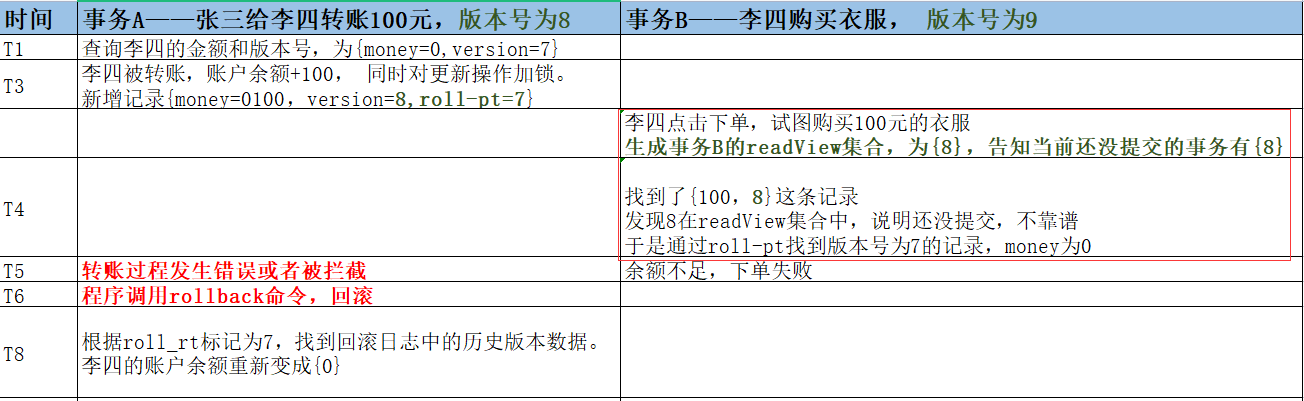 时间
事务A——张三给李四转账100元，版本号为8
事务B——李四购买衣服， 版本号为9
T1
查询李四的金额和版本号，为{money=0,version=7}
T3
李四被转账，账户余额+100， 同时对更新操作加锁。
新增记录{money=0100，version=8,roll-pt=7}
李四点击下单，试图购买100元的衣服
生成事务B的readView集合，为{8}，告知当前还没提交的事务有{8}
T4
找到了{100，8}这条记录
发现8在readView集合中，说明还没提交，不靠谱
于是通过roll-pt找到版本号为7的记录，money为0
T5
转账过程发生错误或者被拦截
余额不足，下单失败
T6
程序调用rollback命令，回滚
T8
根据roll_rt标记为7，找到回滚日志中的历史版本数据。
李四的账户余额重新变成{0}